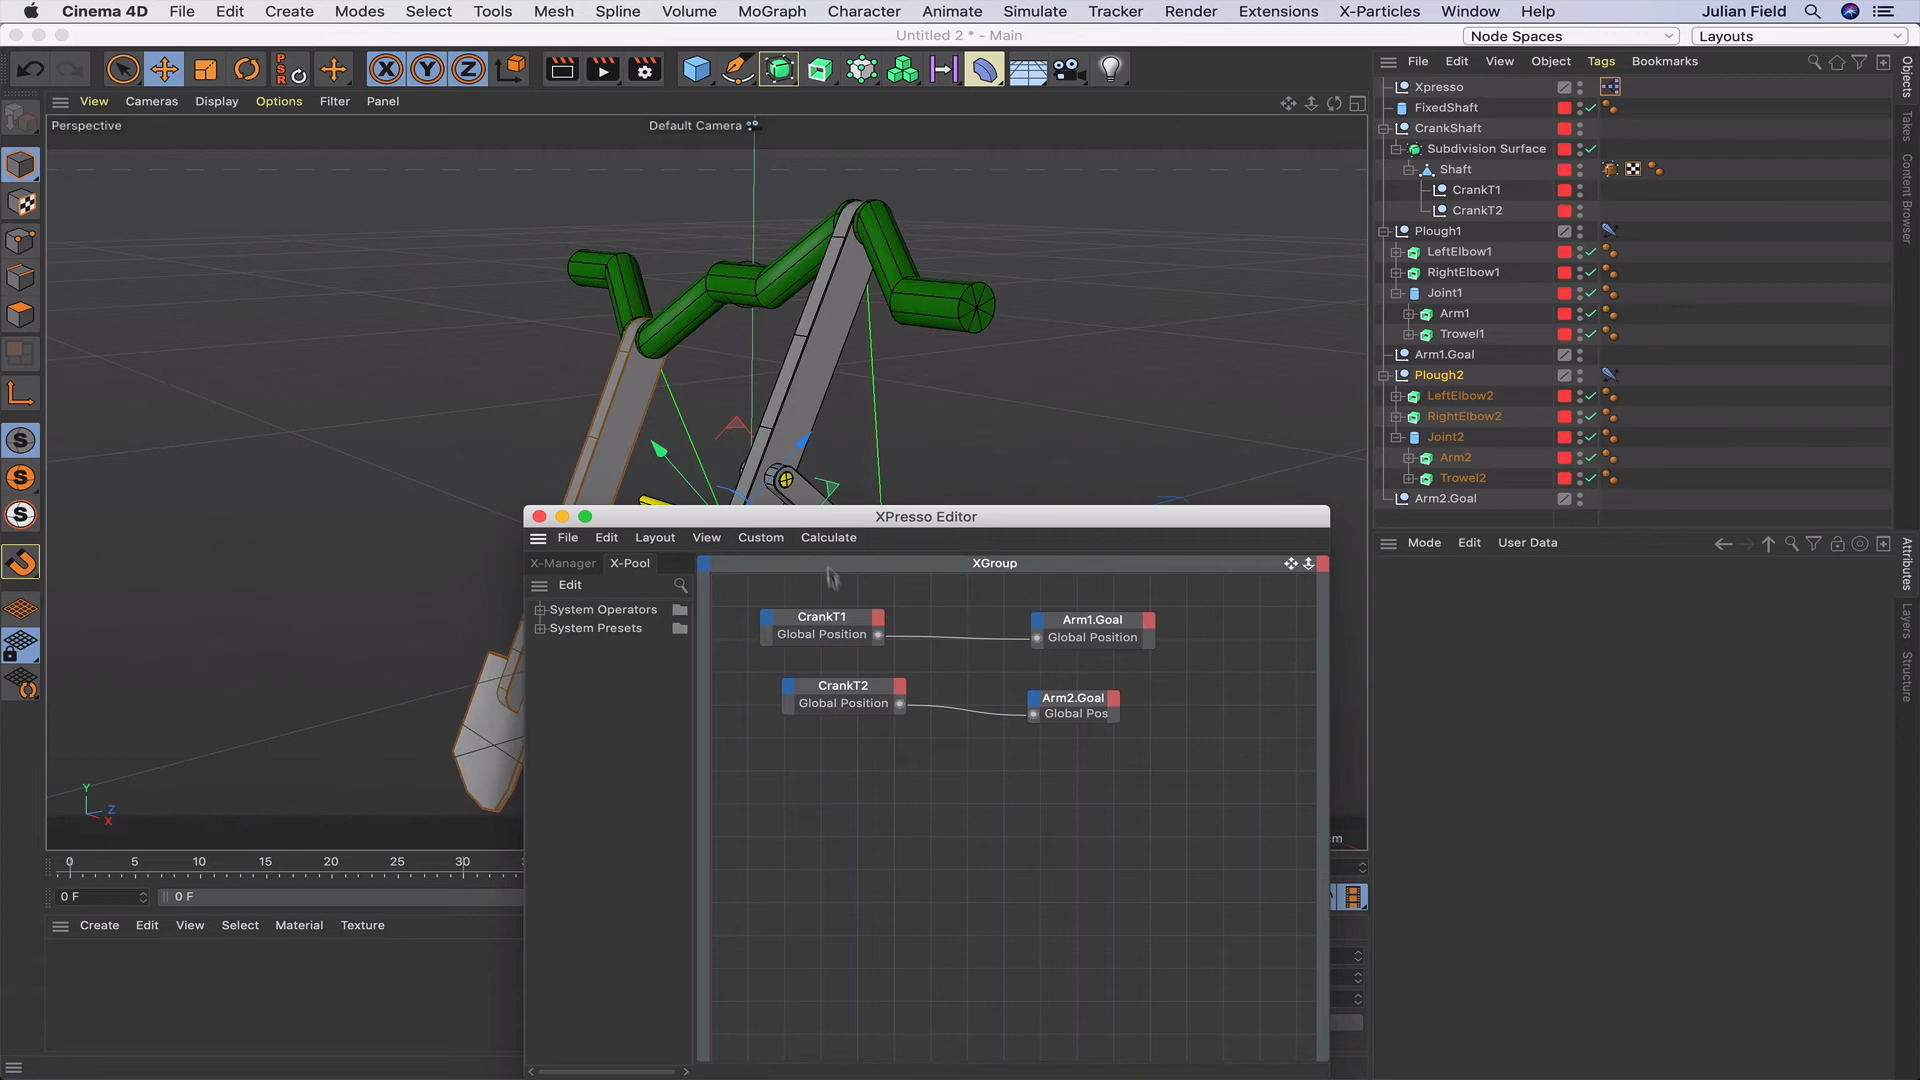 Cinema 4D File Edit Create Modes Select Tools Mesh Spline Volume MoGraph Character Animate Simulate Tracker Render Extensions X-Particles Window Help Julian Field
Untitled 2 * - Main
Node Spaces
Layouts
PSR
X Y Z
File Edit View Object Tags Bookmarks
View Cameras Display Options Filter Panel
Perspective
Default Camera
Xpresso
FixedShaft
CrankShaft
Subdivision Surface
Shaft
CrankT1
CrankT2
Plough1
LeftElbow1
RightElbow1
Joint1
Arm1
Trowel1
Arm1.Goal
Plough2
LeftElbow2
RightElbow2
Joint2
Arm2
Trowel2
Arm2.Goal
Objects
Takes
Content Browser
Mode Edit User Data
Attributes
Layers
Structure
S
S
S
Y
Z
X
cm
XPresso Editor
File Edit Layout View Custom Calculate
X-Manager X-Pool
Edit
System Operators
System Presets
XGroup
CrankT1
Global Position
Arm1.Goal
Global Position
CrankT2
Global Position
Arm2.Goal
Global Pos
0 5 10 15 20 25 30
0 F
0 F
Create Edit View Select Material Texture